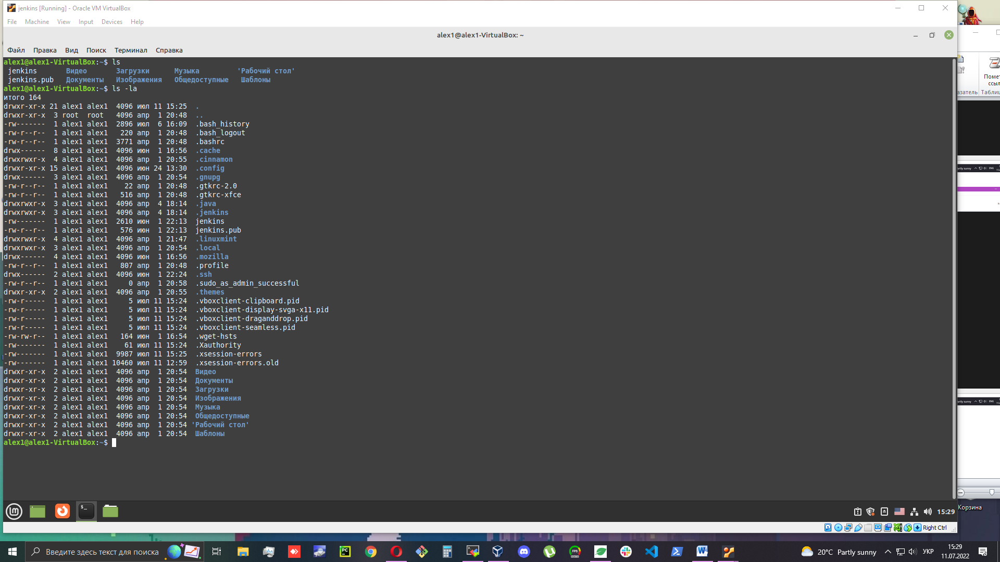 jenkins [Running] - Oracle VM VirtualBox
File Machine View Input Devices Help
alex1@alex1-VirtualBox: ~
Файл Правка Вид Поиск Терминал Справка
alex1@alex1-VirtualBox:~$ ls
jenkins Видео Загрузки Музыка 'Рабочий стол'
jenkins.pub Документы Изображения Общедоступные Шаблоны
alex1@alex1-VirtualBox:~$ ls -la
итого 164
drwxr-xr-x 21 alex1 alex1 4096 июл 11 15:25 .
drwxr-xr-x 3 root root 4096 апр 1 20:48 ..
-rw------- 1 alex1 alex1 2896 июл 6 16:09 .bash_history
-rw-r--r-- 1 alex1 alex1 220 апр 1 20:48 .bash_logout
-rw-r--r-- 1 alex1 alex1 3771 апр 1 20:48 .bashrc
drwx------ 8 alex1 alex1 4096 июн 1 16:56 .cache
drwxrwxr-x 4 alex1 alex1 4096 апр 1 20:55 .cinnamon
drwxr-xr-x 15 alex1 alex1 4096 июн 24 13:30 .config
drwx------ 3 alex1 alex1 4096 апр 1 20:54 .gnupg
-rw-r--r-- 1 alex1 alex1 22 апр 1 20:48 .gtkrc-2.0
-rw-r--r-- 1 alex1 alex1 516 апр 1 20:48 .gtkrc-xfce
drwxrwxr-x 3 alex1 alex1 4096 апр 4 18:14 .java
drwxrwxr-x 3 alex1 alex1 4096 апр 4 18:14 .jenkins
-rw------- 1 alex1 alex1 2610 июн 1 22:13 jenkins
-rw-r--r-- 1 alex1 alex1 576 июн 1 22:13 jenkins.pub
drwxrwxr-x 4 alex1 alex1 4096 апр 1 21:47 .linuxmint
drwxrwxr-x 3 alex1 alex1 4096 апр 1 20:54 .local
drwx------ 4 alex1 alex1 4096 июн 1 16:56 .mozilla
-rw-r--r-- 1 alex1 alex1 807 апр 1 20:48 .profile
drwx------ 2 alex1 alex1 4096 июн 1 22:24 .ssh
-rw-r--r-- 1 alex1 alex1 0 апр 1 20:58 .sudo_as_admin_successful
drwxr-xr-x 2 alex1 alex1 4096 апр 1 20:55 .themes
-rw-r----- 1 alex1 alex1 5 июл 11 15:24 .vboxclient-clipboard.pid
-rw-r----- 1 alex1 alex1 5 июл 11 15:24 .vboxclient-display-svga-x11.pid
-rw-r----- 1 alex1 alex1 5 июл 11 15:24 .vboxclient-draganddrop.pid
-rw-r----- 1 alex1 alex1 5 июл 11 15:24 .vboxclient-seamless.pid
-rw-rw-r-- 1 alex1 alex1 164 июн 1 16:54 .wget-hsts
-rw------- 1 alex1 alex1 61 июл 11 15:24 .Xauthority
-rw------- 1 alex1 alex1 9987 июл 11 15:25 .xsession-errors
-rw------- 1 alex1 alex1 10460 июл 11 12:59 .xsession-errors.old
drwxr-xr-x 2 alex1 alex1 4096 апр 1 20:54 Видео
drwxr-xr-x 2 alex1 alex1 4096 апр 1 20:54 Документы
drwxr-xr-x 2 alex1 alex1 4096 апр 1 20:54 Загрузки
drwxr-xr-x 2 alex1 alex1 4096 апр 1 20:54 Изображения
drwxr-xr-x 2 alex1 alex1 4096 апр 1 20:54 Музыка
drwxr-xr-x 2 alex1 alex1 4096 апр 1 20:54 Общедоступные
drwxr-xr-x 2 alex1 alex1 4096 апр 1 20:54 'Рабочий стол'
drwxr-xr-x 2 alex1 alex1 4096 апр 1 20:54 Шаблоны
alex1@alex1-VirtualBox:~$
15:29
Right Ctrl
Помет
ссыл
азатель Таблиц
Корзина
Введите здесь текст для поиска
20°C Partly sunny
УКР
15:29
11.07.2022